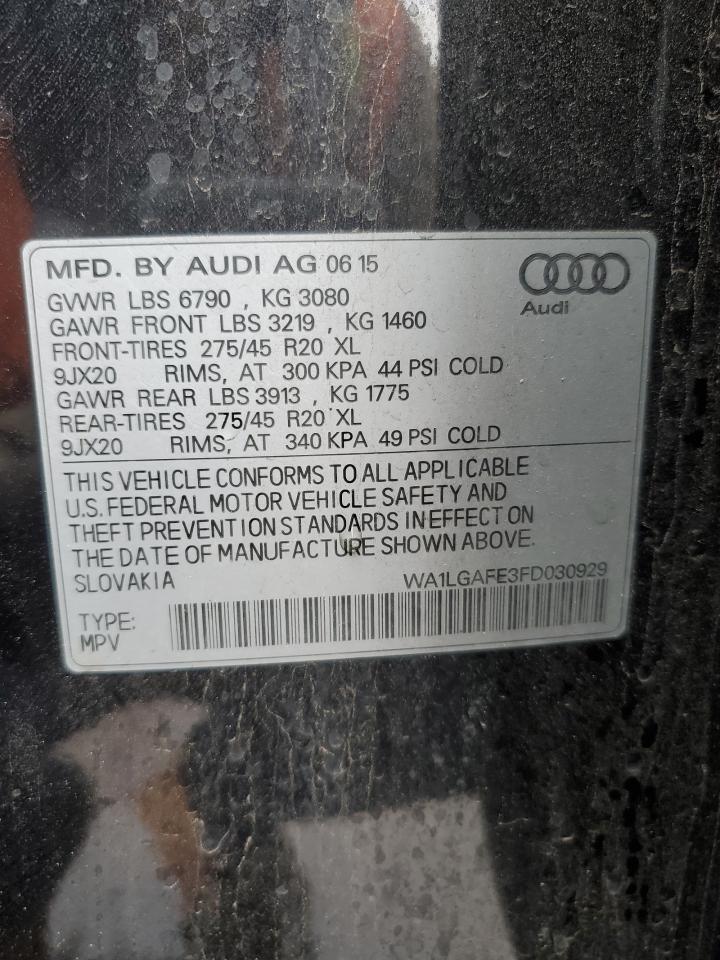 MFD. BY AUDI AG 06 15
Audi
GVWR LBS 6790 , KG 3080
GAWR FRONT LBS 3219 , KG 1460
FRONT-TIRES 275/45 R20 XL
9JX20 RIMS, AT 300 KPA 44 PSI COLD
GAWR REAR LBS 3913 , KG 1775
REAR-TIRES 275/45 R20 XL
9JX20 RIMS, AT 340 KPA 49 PSI COLD
THIS VEHICLE CONFORMS TO ALL APPLICABLE
U.S. FEDERAL MOTOR VEHICLE SAFETY AND
THEFT PREVENTION STANDARDS IN EFFECT ON
THE DATE OF MANUFACTURE SHOWN ABOVE.
SLOVAKIA WA1LGAFE3FD030929
TYPE:
MPV